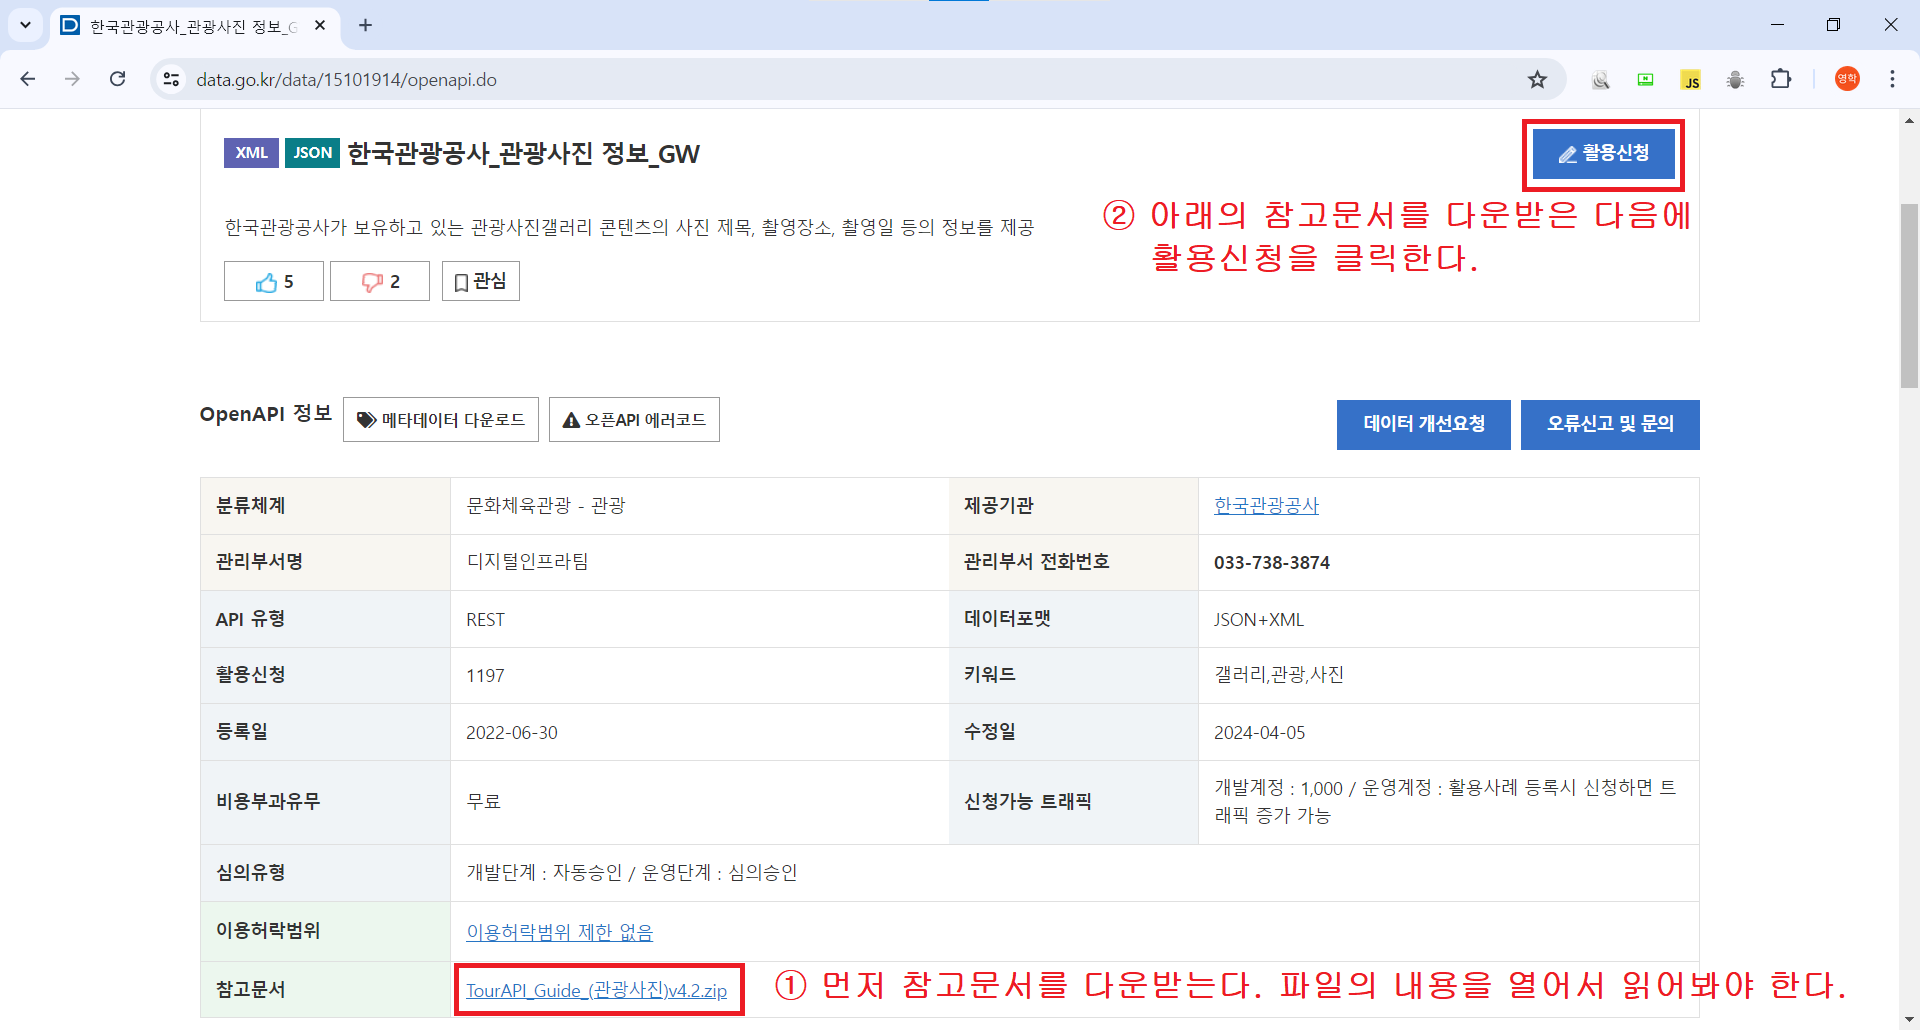 한국관광공사_관광사진 정보_G
data.go.kr/data/15101914/openapi.do
JS
영학
XML JSON 한국관광공사_관광사진 정보_GW
활용신청
한국관광공사가 보유하고 있는 관광사진갤러리 콘텐츠의 사진 제목, 촬영장소, 촬영일 등의 정보를 제공
② 아래의 참고문서를 다운받은 다음에
활용신청을 클릭한다.
5 2 관심
OpenAPI 정보 메타데이터 다운로드 오픈API 에러코드 데이터 개선요청 오류신고 및 문의
분류체계 문화체육관광 - 관광 제공기관 한국관광공사
관리부서명 디지털인프라팀 관리부서 전화번호 033-738-3874
API 유형 REST 데이터포맷 JSON+XML
활용신청 1197 키워드 갤러리,관광,사진
등록일 2022-06-30 수정일 2024-04-05
비용부과유무 무료 신청가능 트래픽 개발계정 : 1,000 / 운영계정 : 활용사례 등록시 신청하면 트
래픽 증가 가능
심의유형 개발단계 : 자동승인 / 운영단계 : 심의승인
이용허락범위 이용허락범위 제한 없음
참고문서 TourAPI_Guide_(관광사진)v4.2.zip ① 먼저 참고문서를 다운받는다. 파일의 내용을 열어서 읽어봐야 한다.